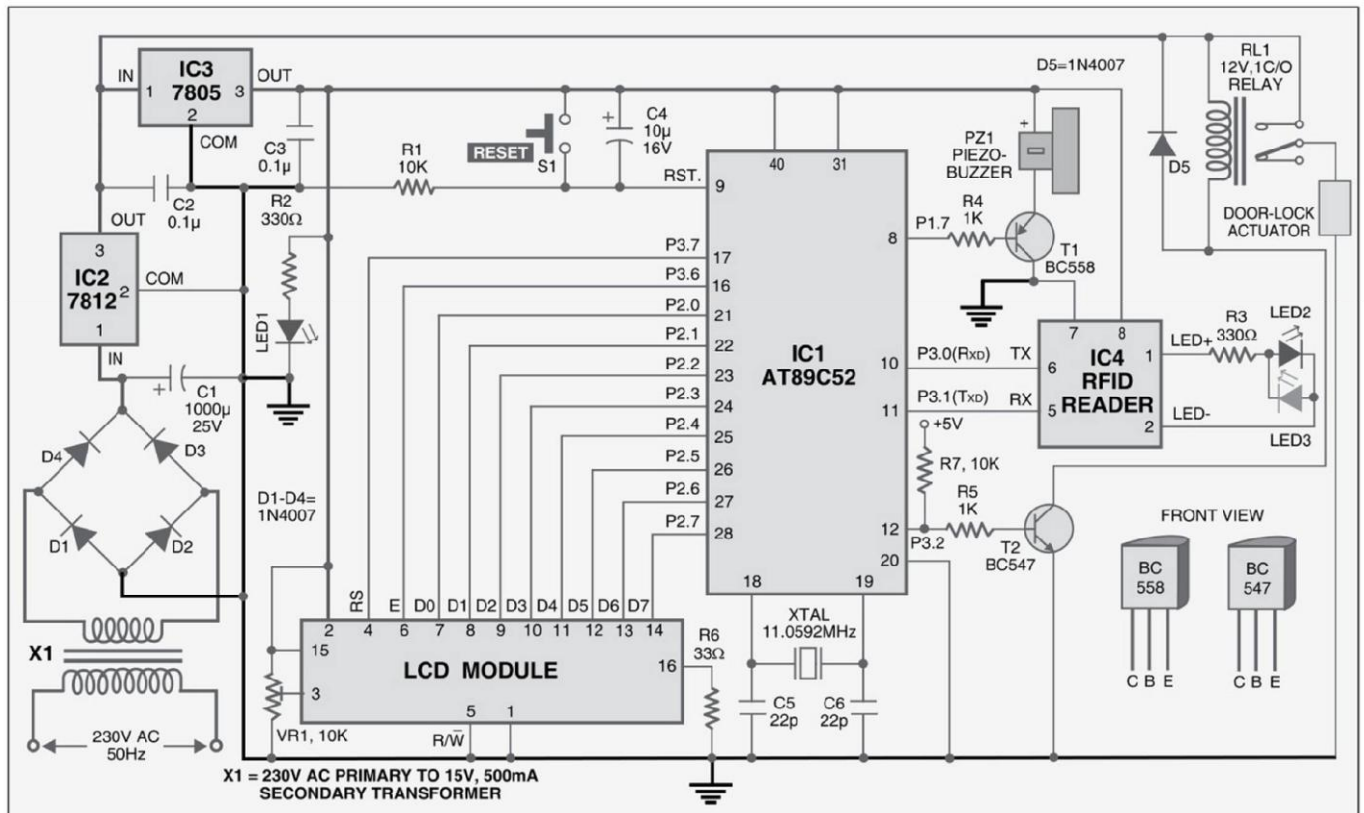 IC3
7805
IN
OUT
1
3
2
COM
C3
0.1µ
C2
0.1µ
OUT
3
IC2
7812
2
COM
1
IN
R2
330Ω
LED1
C1
1000µ
25V
+
D4
D3
D1
D2
D1-D4=
1N4007
X1
230V AC
50Hz
X1 = 230V AC PRIMARY TO 15V, 500mA
SECONDARY TRANSFORMER
R1
10K
RESET
S1
+
C4
10µ
16V
RST.
9
40
31
IC1
AT89C52
P3.7
17
P3.6
16
P2.0
21
P2.1
22
P2.2
23
P2.3
24
P2.4
25
P2.5
26
P2.6
27
P2.7
28
18
19
8
P1.7
10
P3.0(RXD)
TX
11
P3.1(TXD)
RX
12
P3.2
20
RS
E
D0
D1
D2
D3
D4
D5
D6
D7
2
4
6
7
8
9
10
11
12
13
14
15
LCD MODULE
16
3
5
1
VR1, 10K
R/W̅
R6
33Ω
XTAL
11.0592MHz
C5
22p
C6
22p
D5=1N4007
RL1
12V,1C/O
RELAY
D5
DOOR-LOCK
ACTUATOR
+
PZ1
PIEZO-
BUZZER
R4
1K
T1
BC558
7
8
IC4
RFID
READER
1
6
5
2
LED+
LED-
R3
330Ω
LED2
LED3
+5V
R7, 10K
R5
1K
T2
BC547
FRONT VIEW
BC
558
BC
547
C B E
C B E